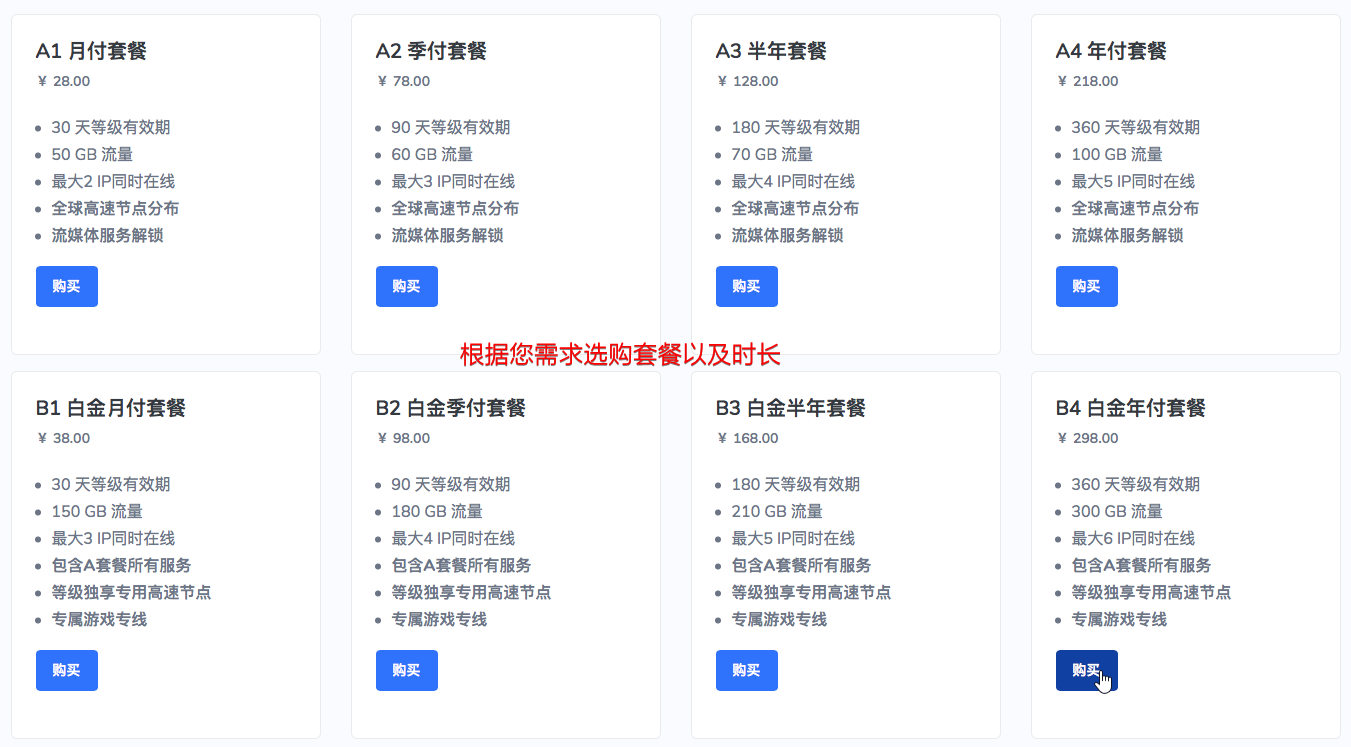 A1 月付套餐
¥ 28.00
30 天等级有效期
50 GB 流量
最大2 IP同时在线
全球高速节点分布
流媒体服务解锁
购买
A2 季付套餐
¥ 78.00
90 天等级有效期
60 GB 流量
最大3 IP同时在线
全球高速节点分布
流媒体服务解锁
购买
A3 半年套餐
¥ 128.00
180 天等级有效期
70 GB 流量
最大4 IP同时在线
全球高速节点分布
流媒体服务解锁
购买
A4 年付套餐
¥ 218.00
360 天等级有效期
100 GB 流量
最大5 IP同时在线
全球高速节点分布
流媒体服务解锁
购买
根据您需求选购套餐以及时长
B1 白金月付套餐
¥ 38.00
30 天等级有效期
150 GB 流量
最大3 IP同时在线
包含A套餐所有服务
等级独享专用高速节点
专属游戏专线
购买
B2 白金季付套餐
¥ 98.00
90 天等级有效期
180 GB 流量
最大4 IP同时在线
包含A套餐所有服务
等级独享专用高速节点
专属游戏专线
购买
B3 白金半年套餐
¥ 168.00
180 天等级有效期
210 GB 流量
最大5 IP同时在线
包含A套餐所有服务
等级独享专用高速节点
专属游戏专线
购买
B4 白金年付套餐
¥ 298.00
360 天等级有效期
300 GB 流量
最大6 IP同时在线
包含A套餐所有服务
等级独享专用高速节点
专属游戏专线
购买